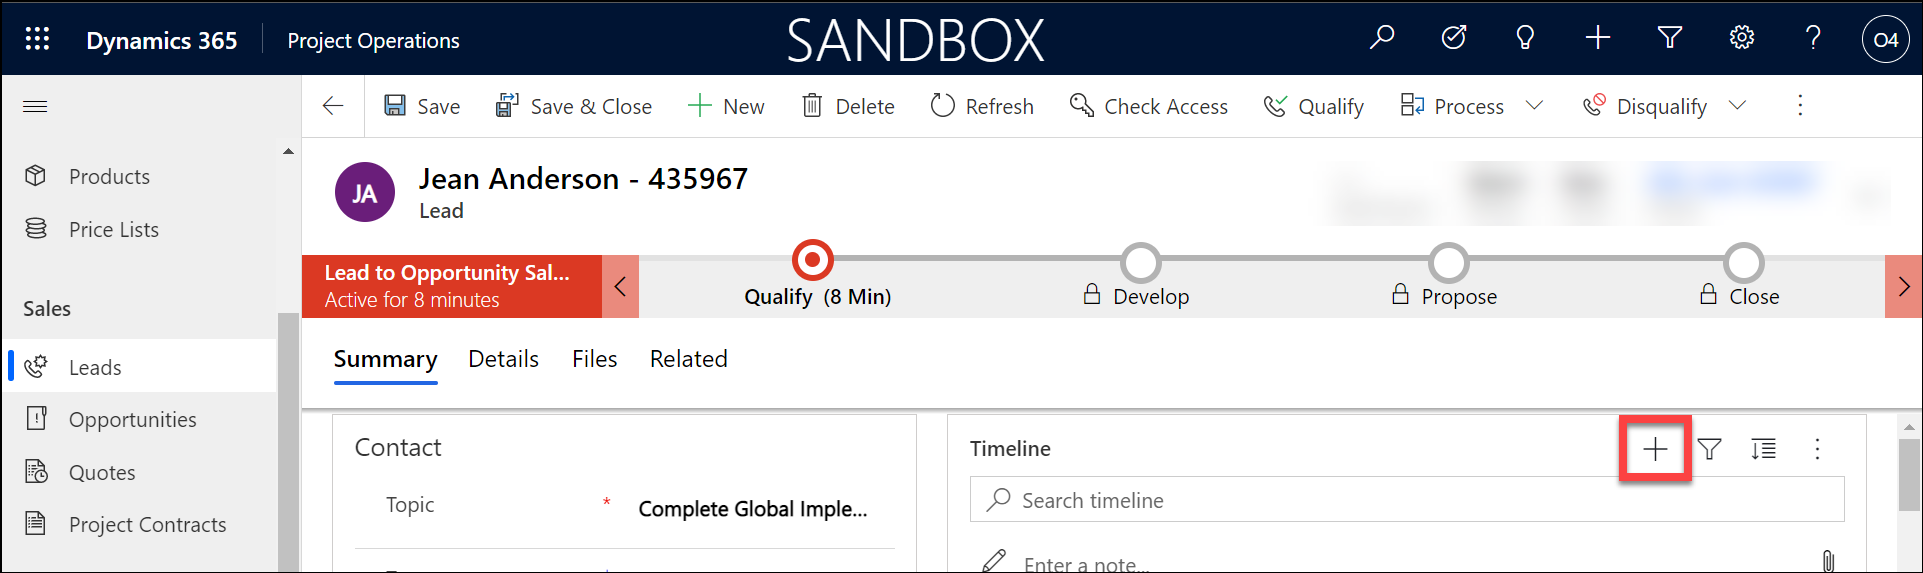 Dynamics 365
Project Operations
SANDBOX
?
O4
Save
Save & Close
New
Delete
Refresh
Check Access
Qualify
Process
Disqualify
Products
Price Lists
Sales
Leads
Opportunities
Quotes
Project Contracts
JA
Jean Anderson - 435967
Lead
Lead to Opportunity Sal...
Active for 8 minutes
Qualify (8 Min)
Develop
Propose
Close
Summary
Details
Files
Related
Contact
Topic
*
Complete Global Imple...
Timeline
Search timeline
Enter a note...